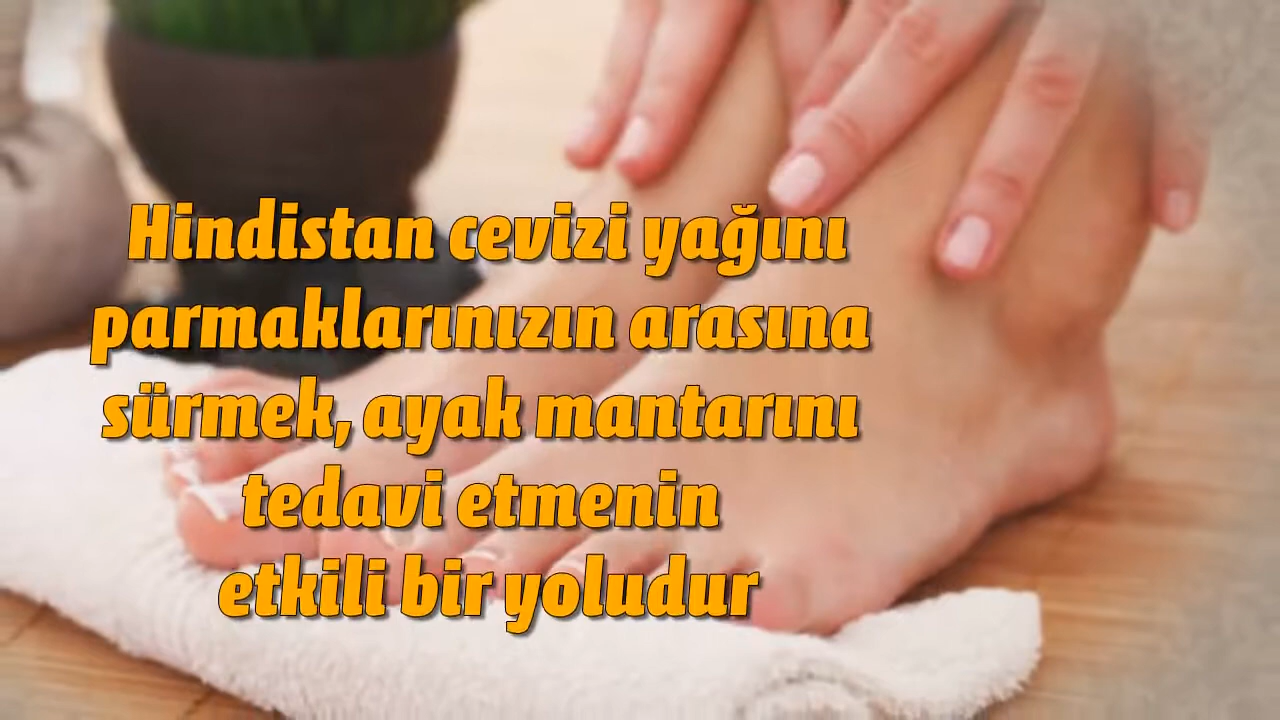 Hindistan cevizi yağını
parmaklarınızın arasına
sürmek, ayak mantarını
tedavi etmenin
etkili bir yoludur